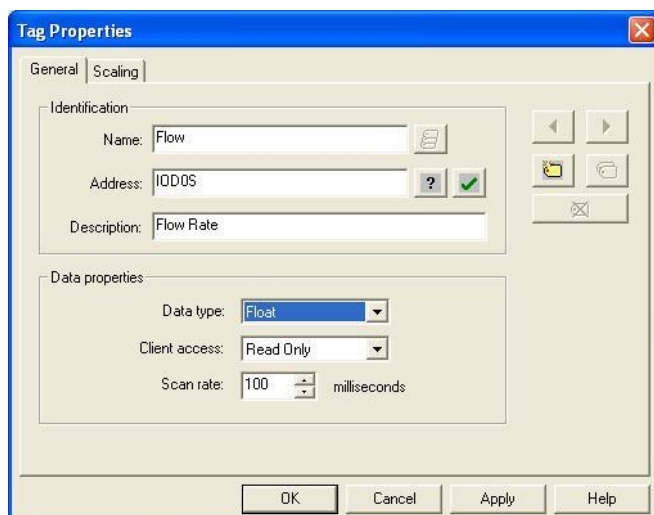 Tag Properties
General Scaling
Identification
Name: Flow
Address: IOD0S ?
Description: Flow Rate
Data properties
Data type: Float
Client access: Read Only
Scan rate: 100 milliseconds
OK Cancel Apply Help